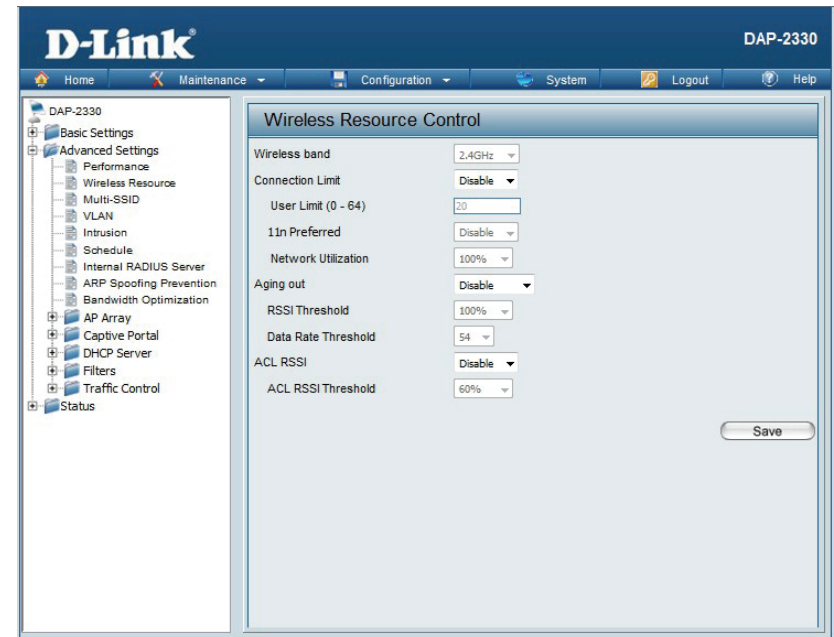 D-Link
DAP-2330
Home Maintenance Configuration System Logout Help
DAP-2330
Basic Settings
Advanced Settings
Performance
Wireless Resource
Multi-SSID
VLAN
Intrusion
Schedule
Internal RADIUS Server
ARP Spoofing Prevention
Bandwidth Optimization
AP Array
Captive Portal
DHCP Server
Filters
Traffic Control
Status
Wireless Resource Control
Wireless band 2.4GHz
Connection Limit Disable
User Limit (0 - 64) 20
11n Preferred Disable
Network Utilization 100%
Aging out Disable
RSSI Threshold 100%
Data Rate Threshold 54
ACL RSSI Disable
ACL RSSI Threshold 60%
Save